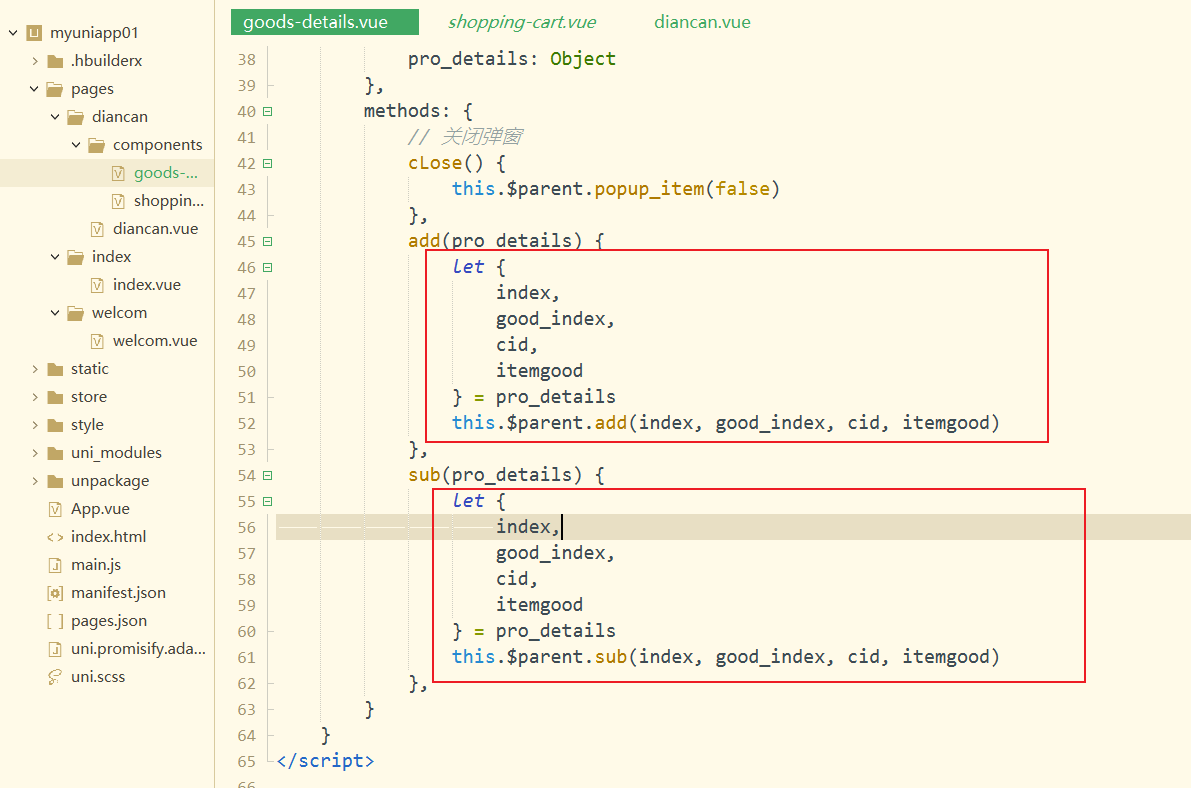 myuniapp01
.hbuilderx
pages
diancan
components
goods-...
shoppin...
diancan.vue
index
index.vue
welcom
welcom.vue
static
store
style
uni_modules
unpackage
App.vue
index.html
main.js
manifest.json
pages.json
uni.promisify.ada...
uni.scss
goods-details.vue shopping-cart.vue diancan.vue
38 pro_details: Object
39 },
40 methods: {
41 // 关闭弹窗
42 cLose() {
43 this.$parent.popup_item(false)
44 },
45 add(pro_details) {
46 let {
47 index,
48 good_index,
49 cid,
50 itemgood
51 } = pro_details
52 this.$parent.add(index, good_index, cid, itemgood)
53 },
54 sub(pro_details) {
55 let {
56 index,
57 good_index,
58 cid,
59 itemgood
60 } = pro_details
61 this.$parent.sub(index, good_index, cid, itemgood)
62 },
63 }
64 }
65 </script>
66